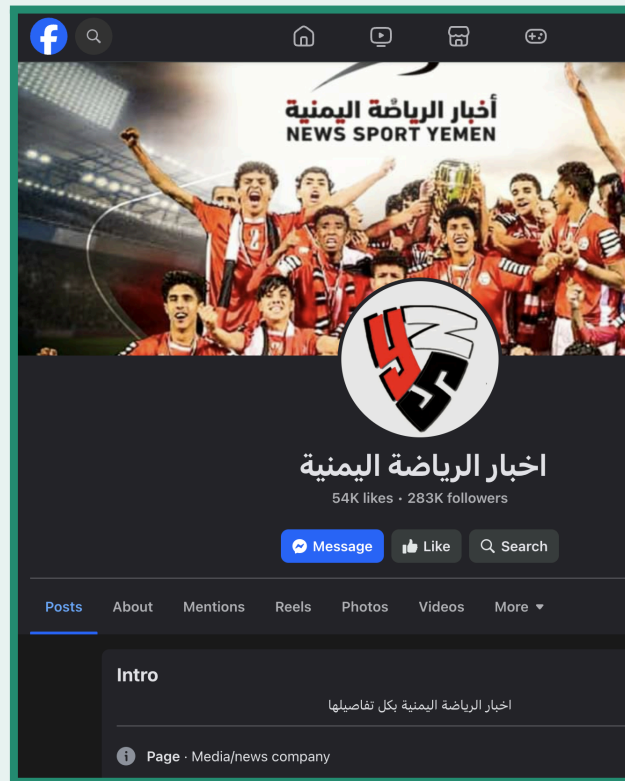 أخبار الرياضة اليمنية
NEWS SPORT YEMEN
اخبار الرياضة اليمنية
54K likes · 283K followers
Message Like Search
Posts About Mentions Reels Photos Videos More
Intro
اخبار الرياضة اليمنية بكل تفاصيلها
Page · Media/news company